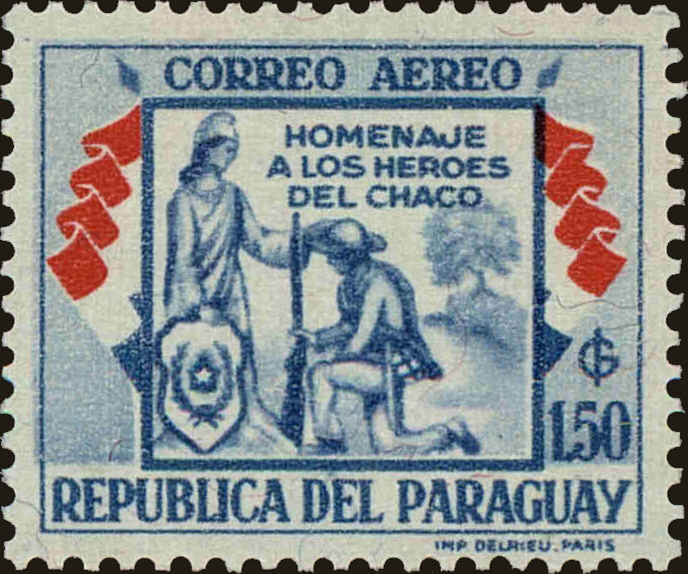 CORREO AEREO
HOMENAJE
A LOS HEROES
DEL CHACO
₲
1.50
REPUBLICA DEL PARAGUAY
IMP. DELRIEU. PARIS